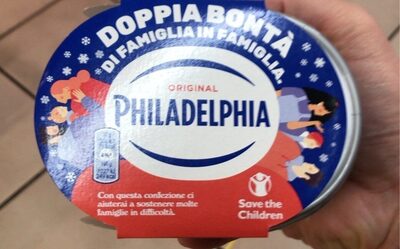 DOPPIA BONTÀ
DI FAMIGLIA IN FAMIGLIA.
ORIGINAL
PHILADELPHIA
Con questa confezione ci
aiuterai a sostenere molte
famiglie in difficoltà.
Save the
Children